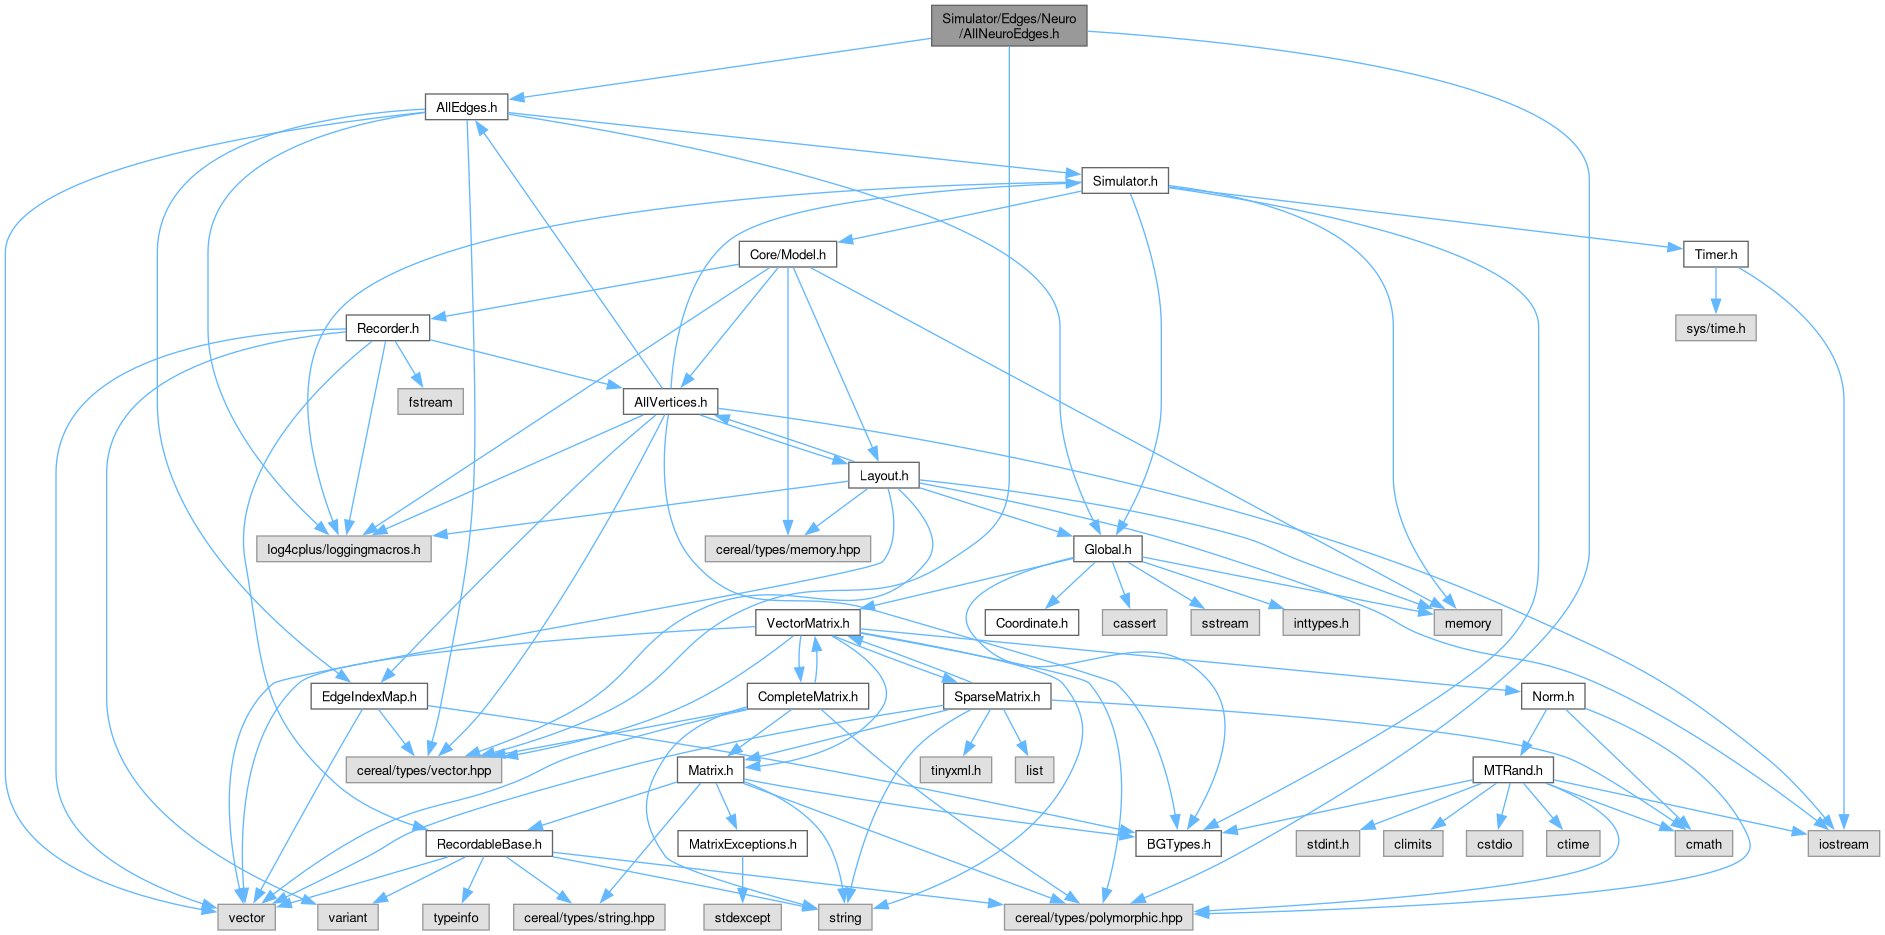 Simulator/Edges/Neuro
/AllNeuroEdges.h
AllEdges.h
Simulator.h
Core/Model.h
Timer.h
Recorder.h
sys/time.h
fstream
AllVertices.h
Layout.h
log4cplus/loggingmacros.h
cereal/types/memory.hpp
Global.h
VectorMatrix.h
Coordinate.h
cassert
sstream
inttypes.h
memory
EdgeIndexMap.h
CompleteMatrix.h
SparseMatrix.h
Norm.h
cereal/types/vector.hpp
Matrix.h
tinyxml.h
list
MTRand.h
RecordableBase.h
MatrixExceptions.h
BGTypes.h
stdint.h
climits
cstdio
ctime
cmath
iostream
vector
variant
typeinfo
cereal/types/string.hpp
stdexcept
string
cereal/types/polymorphic.hpp